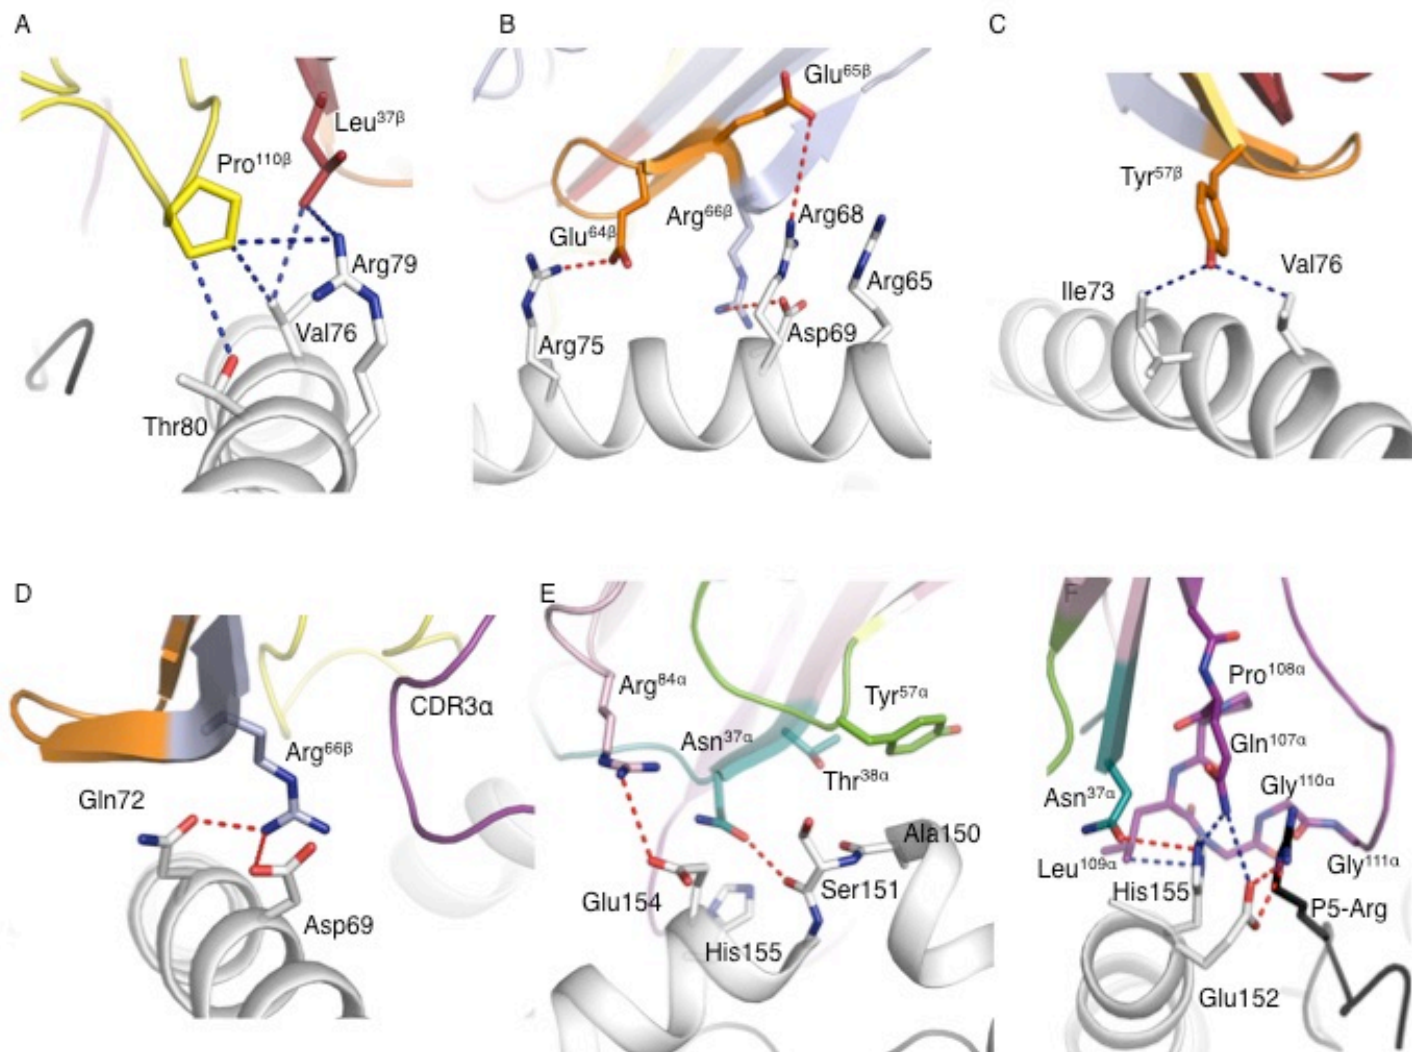 A
Leu37β
Pro110β
Arg79
Val76
Thr80
B
Glu65β
Arg66β
Arg68
Glu64β
Arg65
Arg75
Asp69
C
Tyr57β
Val76
Ile73
D
CDR3α
Arg66β
Gln72
Asp69
E
Arg84α
Tyr57α
Asn37α
Thr38α
Ala150
Ser151
Glu154
His155
F
Pro108α
Gln107α
Gly110α
Asn37α
Gly111α
Leu109α
His155
P5-Arg
Glu152